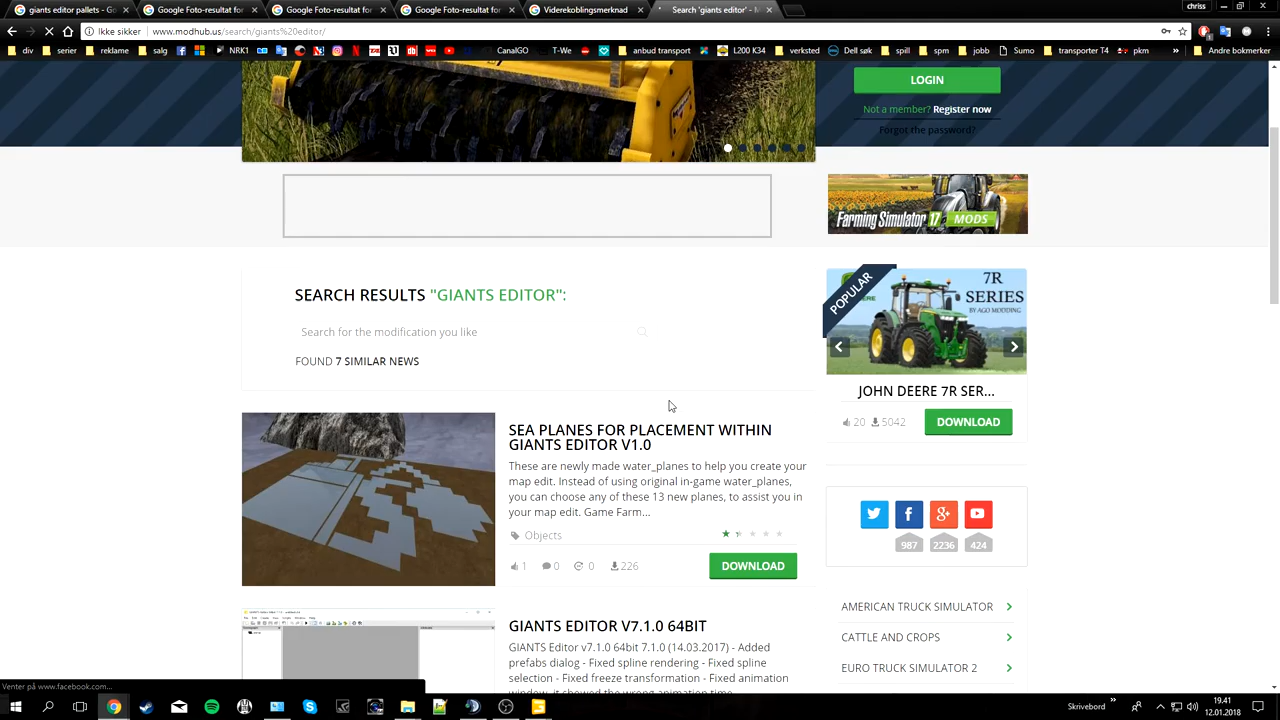 giants editor pallets - Go
Google Foto-resultat for
Google Foto-resultat for
Google Foto-resultat for
Viderekoblingsmerknad
Search 'giants editor' - M
chriss
Ikke sikker
www.modhub.us/search/giants%20editor/
div
serier
reklame
salg
NRK1
CanalGO
T-We
anbud transport
L200 K34
verksted
Dell søk
spill
spm
jobb
Sumo
transporter T4
pkm
Andre bokmerker
LOGIN
Not a member? Register now
Forgot the password?
Farming Simulator 17 MODS
SEARCH RESULTS "GIANTS EDITOR":
Search for the modification you like
FOUND 7 SIMILAR NEWS
POPULAR
7R
SERIES
BY AGO MODDING
JOHN DEERE 7R SER...
20 5042 DOWNLOAD
SEA PLANES FOR PLACEMENT WITHIN
GIANTS EDITOR V1.0
These are newly made water_planes to help you create your
map edit. Instead of using original in-game water_planes,
you can choose any of these 13 new planes, to assist you in
your map edit. Game Farm...
Objects
1 0 0 226 DOWNLOAD
987 2236 424
AMERICAN TRUCK SIMULATOR
CATTLE AND CROPS
EURO TRUCK SIMULATOR 2
GIANTS EDITOR V7.1.0 64BIT
GIANTS Editor v7.1.0 64bit 7.1.0 (14.03.2017) - Added
prefabs dialog - Fixed spline rendering - Fixed spline
selection - Fixed freeze transformation - Fixed animation
window, it showed the wrong animation time
Venter på www.facebook.com...
Skrivebord
19.41
12.01.2018